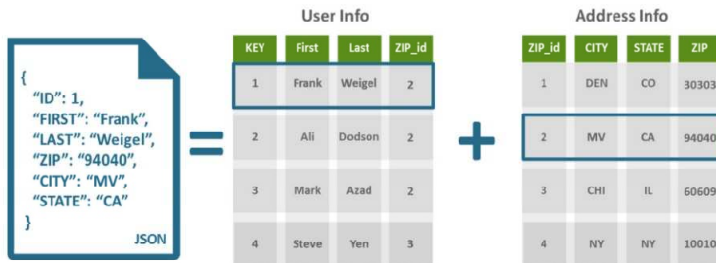 {
"ID": 1,
"FIRST": "Frank",
"LAST": "Weigel",
"ZIP": "94040",
"CITY": "MV",
"STATE": "CA"
}
JSON
=
User Info
KEY First Last ZIP_id
1 Frank Weigel 2
2 Ali Dodson 2
3 Mark Azad 2
4 Steve Yen 3
+
Address Info
ZIP_id CITY STATE ZIP
1 DEN CO 30303
2 MV CA 94040
3 CHI IL 60609
4 NY NY 10010